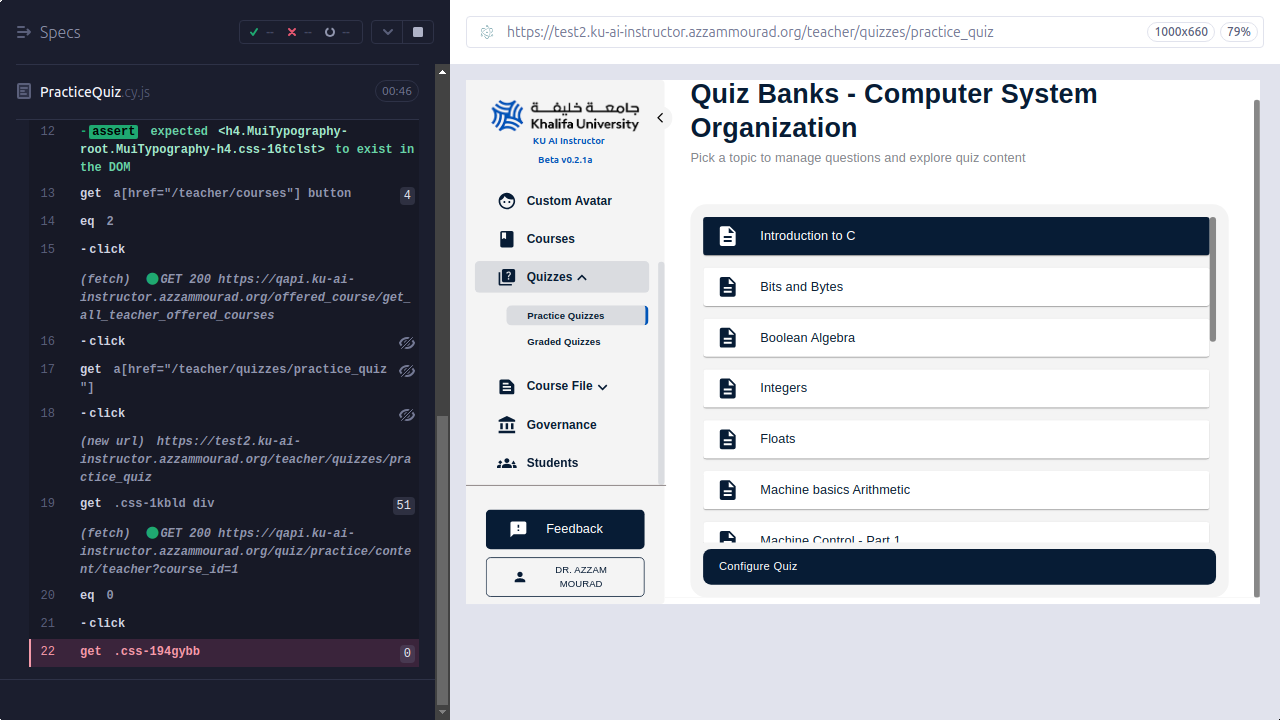 Specs
--
--
--
PracticeQuiz.cy.js
00:46
12 -assert expected <h4.MuiTypography-
root.MuiTypography-h4.css-16tclst> to exist in
the DOM
13 get a[href="/teacher/courses"] button 4
14 eq 2
15 -click
(fetch) GET 200 https://qapi.ku-ai-
instructor.azzammourad.org/offered_course/get_
all_teacher_offered_courses
16 -click
17 get a[href="/teacher/quizzes/practice_quiz
"]
18 -click
(new url) https://test2.ku-ai-
instructor.azzammourad.org/teacher/quizzes/pra
ctice_quiz
19 get .css-1kbld div 51
(fetch) GET 200 https://qapi.ku-ai-
instructor.azzammourad.org/quiz/practice/conte
nt/teacher?course_id=1
20 eq 0
21 -click
22 get .css-194gybb 0
https://test2.ku-ai-instructor.azzammourad.org/teacher/quizzes/practice_quiz
1000x660
79%
جامعة خليفة
Khalifa University
KU AI Instructor
Beta v0.2.1a
Custom Avatar
Courses
Quizzes
Practice Quizzes
Graded Quizzes
Course File
Governance
Students
Feedback
DR. AZZAM
MOURAD
Quiz Banks - Computer System
Organization
Pick a topic to manage questions and explore quiz content
Introduction to C
Bits and Bytes
Boolean Algebra
Integers
Floats
Machine basics Arithmetic
Machine Control - Part 1
Configure Quiz